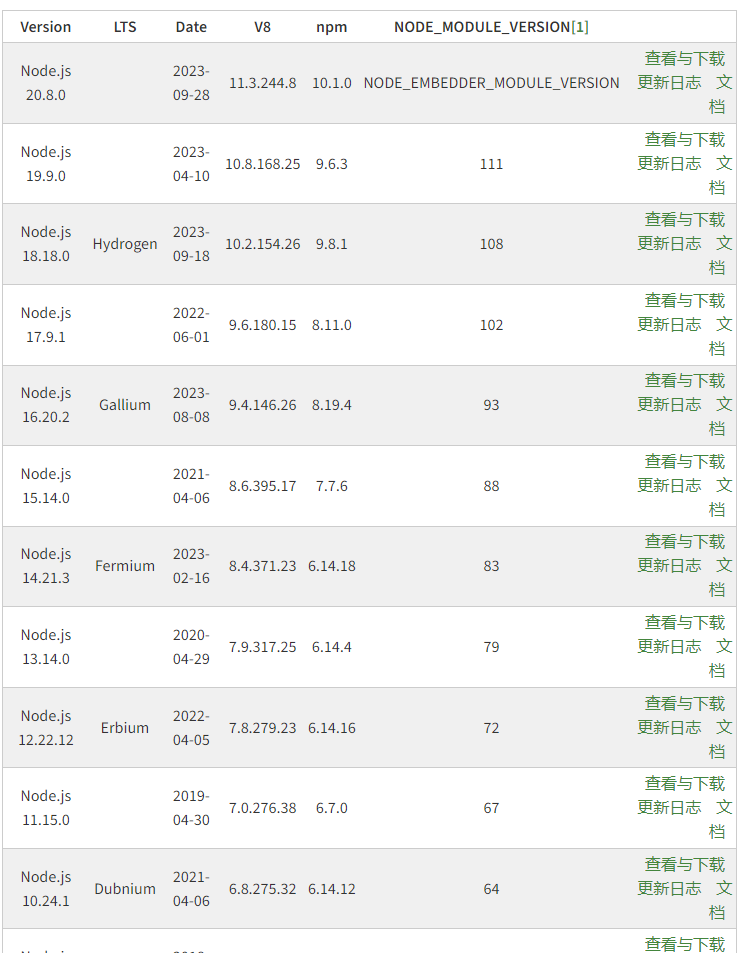 Version LTS Date V8 npm NODE_MODULE_VERSION[1]
Node.js 20.8.0 2023-09-28 11.3.244.8 10.1.0 NODE_EMBEDDER_MODULE_VERSION 查看与下载 更新日志 文档
Node.js 19.9.0 2023-04-10 10.8.168.25 9.6.3 111 查看与下载 更新日志 文档
Node.js 18.18.0 Hydrogen 2023-09-18 10.2.154.26 9.8.1 108 查看与下载 更新日志 文档
Node.js 17.9.1 2022-06-01 9.6.180.15 8.11.0 102 查看与下载 更新日志 文档
Node.js 16.20.2 Gallium 2023-08-08 9.4.146.26 8.19.4 93 查看与下载 更新日志 文档
Node.js 15.14.0 2021-04-06 8.6.395.17 7.7.6 88 查看与下载 更新日志 文档
Node.js 14.21.3 Fermium 2023-02-16 8.4.371.23 6.14.18 83 查看与下载 更新日志 文档
Node.js 13.14.0 2020-04-29 7.9.317.25 6.14.4 79 查看与下载 更新日志 文档
Node.js 12.22.12 Erbium 2022-04-05 7.8.279.23 6.14.16 72 查看与下载 更新日志 文档
Node.js 11.15.0 2019-04-30 7.0.276.38 6.7.0 67 查看与下载 更新日志 文档
Node.js 10.24.1 Dubnium 2021-04-06 6.8.275.32 6.14.12 64 查看与下载 更新日志 文档
查看与下载